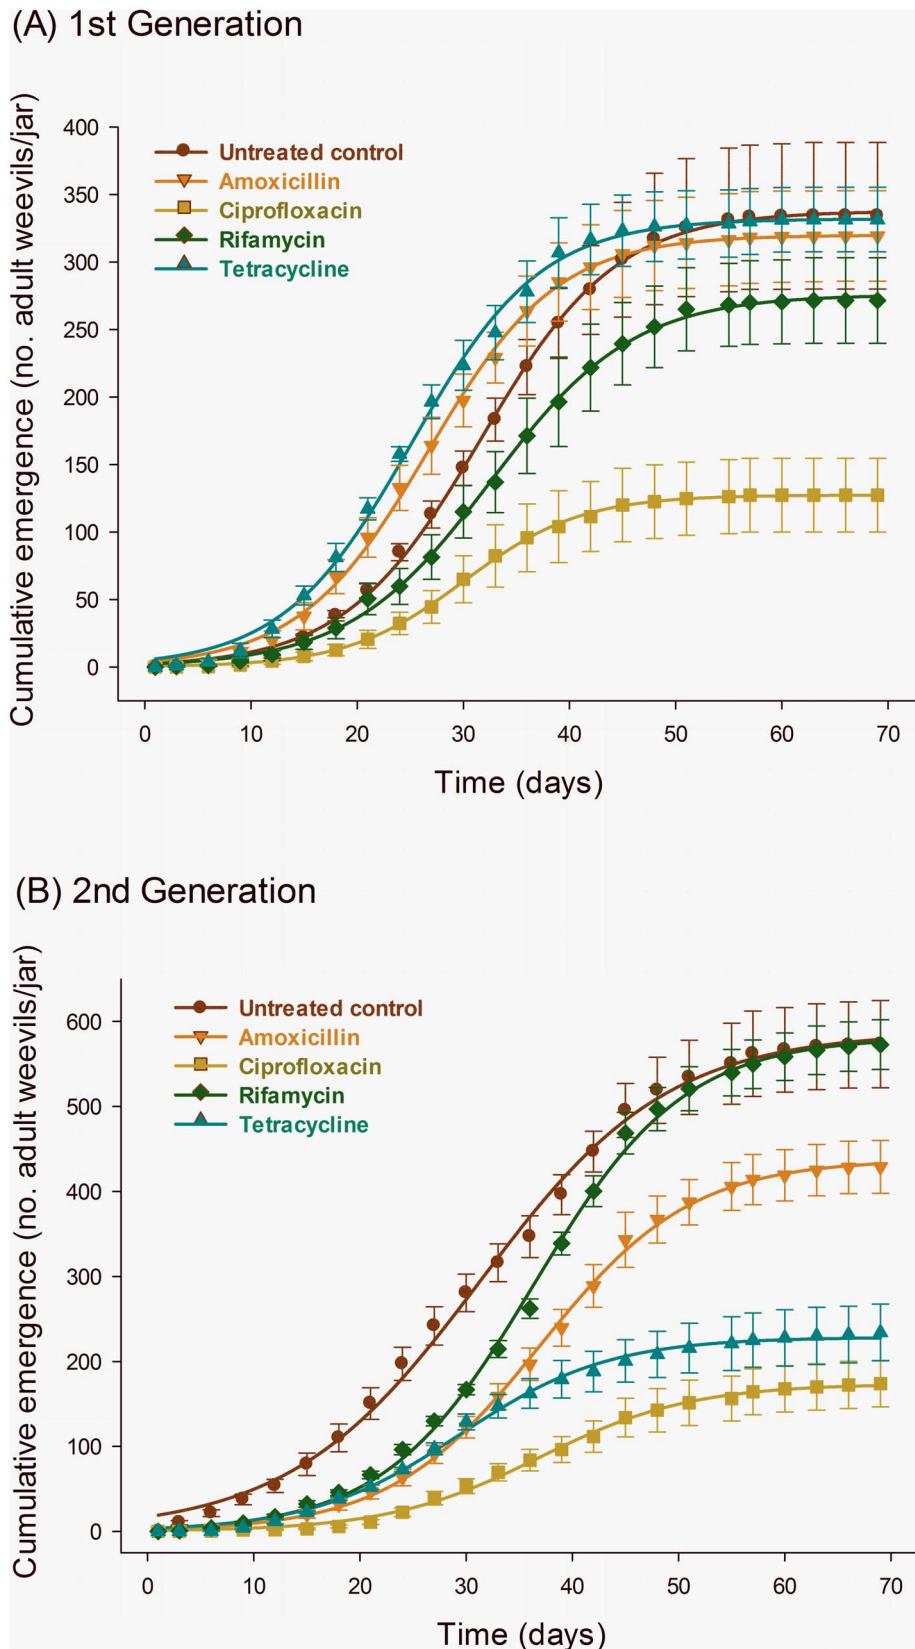 (A) 1st Generation
Cumulative emergence (no. adult weevils/jar)
400
350
300
250
200
150
100
50
0
Untreated control
Amoxicillin
Ciprofloxacin
Rifamycin
Tetracycline
0 10 20 30 40 50 60 70
Time (days)
(B) 2nd Generation
Cumulative emergence (no. adult weevils/jar)
600
500
400
300
200
100
0
Untreated control
Amoxicillin
Ciprofloxacin
Rifamycin
Tetracycline
0 10 20 30 40 50 60 70
Time (days)